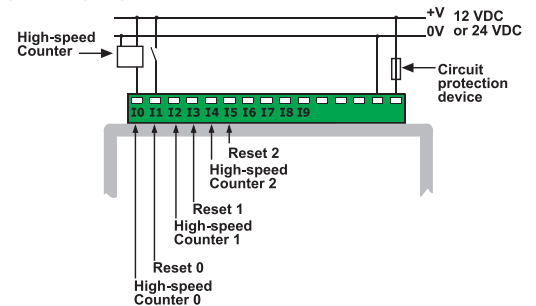 +V 12 VDC
0V or 24 VDC
High-speed
Counter
Circuit
protection
device
I0 I1 I2 I3 I4 I5 I6 I7 I8 I9
Reset 2
High-speed
Counter 2
Reset 1
High-speed
Counter 1
Reset 0
High-speed
Counter 0